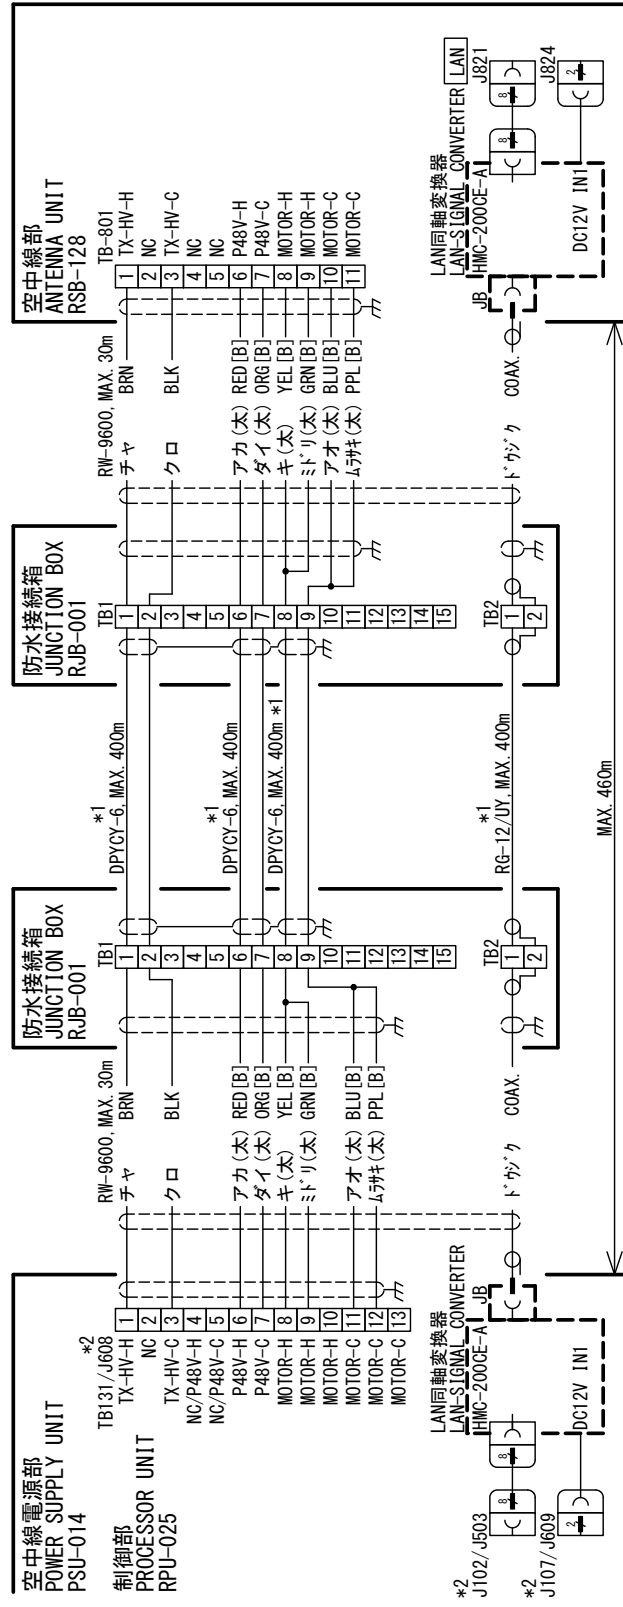 空中線電源部
POWER SUPPLY UNIT
PSU-014
制御部
PROCESSOR UNIT
RPU-025
*2
TB131/J608
TX-HV-H 1
NC 2
TX-HV-C 3
NC/P48V-H 4
NC/P48V-C 5
P48V-H 6
P48V-C 7
MOTOR-H 8
MOTOR-H 9
MOTOR-H 10
MOTOR-C 11
MOTOR-C 12
MOTOR-C 13
LAN同軸変換器
LAN-SIGNAL CONVERTER
HMC-200CE-A
JB
DC12V IN1
*2
J102/J503
8
8
*2
J107/J609
2
RW-9600, MAX. 30m
チャ BRN
クロ BLK
アカ(太) RED[B]
ダイ(太) ORG[B]
キ(太) YEL[B]
ミドリ(太) GRN[B]
アオ(太) BLU[B]
ムラサキ(太) PPL[B]
ドウジク COAX.
防水接続箱
JUNCTION BOX
RJB-001
TB1
1
2
3
4
5
6
7
8
9
10
11
12
13
14
15
TB2
1
2
*1
DPYCY-6, MAX. 400m
*1
DPYCY-6, MAX. 400m
DPYCY-6, MAX. 400m *1
*1
RG-12/UY, MAX. 400m
MAX. 460m
防水接続箱
JUNCTION BOX
RJB-001
TB1
1
2
3
4
5
6
7
8
9
10
11
12
13
14
15
TB2
1
2
RW-9600, MAX. 30m
チャ BRN
クロ BLK
アカ(太) RED[B]
ダイ(太) ORG[B]
キ(太) YEL[B]
ミドリ(太) GRN[B]
アオ(太) BLU[B]
ムラサキ(太) PPL[B]
ドウジク COAX.
空中線部
ANTENNA UNIT
RSB-128
TB-801
1 TX-HV-H
2 NC
3 TX-HV-C
4 NC
5 NC
6 P48V-H
7 P48V-C
8 MOTOR-H
9 MOTOR-H
10 MOTOR-C
11 MOTOR-C
LAN同軸変換器
LAN-SIGNAL CONVERTER
HMC-200CE-A
LAN
JB
DC12V IN1
J821
8
8
J824
2